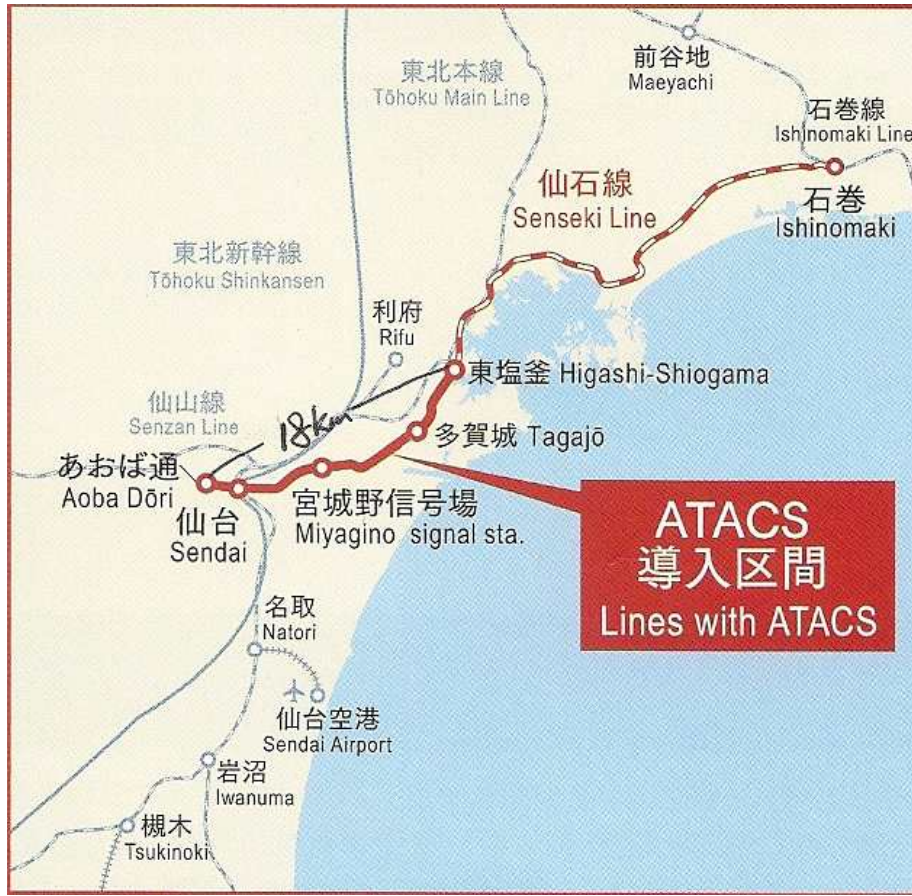 前谷地
Maeyachi
東北本線
Tōhoku Main Line
石巻線
Ishinomaki Line
仙石線
Senseki Line
石巻
Ishinomaki
東北新幹線
Tōhoku Shinkansen
利府
Rifu
東塩釜 Higashi-Shiogama
仙山線
Senzan Line
18km
多賀城 Tagajō
あおば通
Aoba Dōri
仙台
Sendai
宮城野信号場
Miyagino signal sta.
ATACS
導入区間
Lines with ATACS
名取
Natori
仙台空港
Sendai Airport
岩沼
Iwanuma
槻木
Tsukinoki